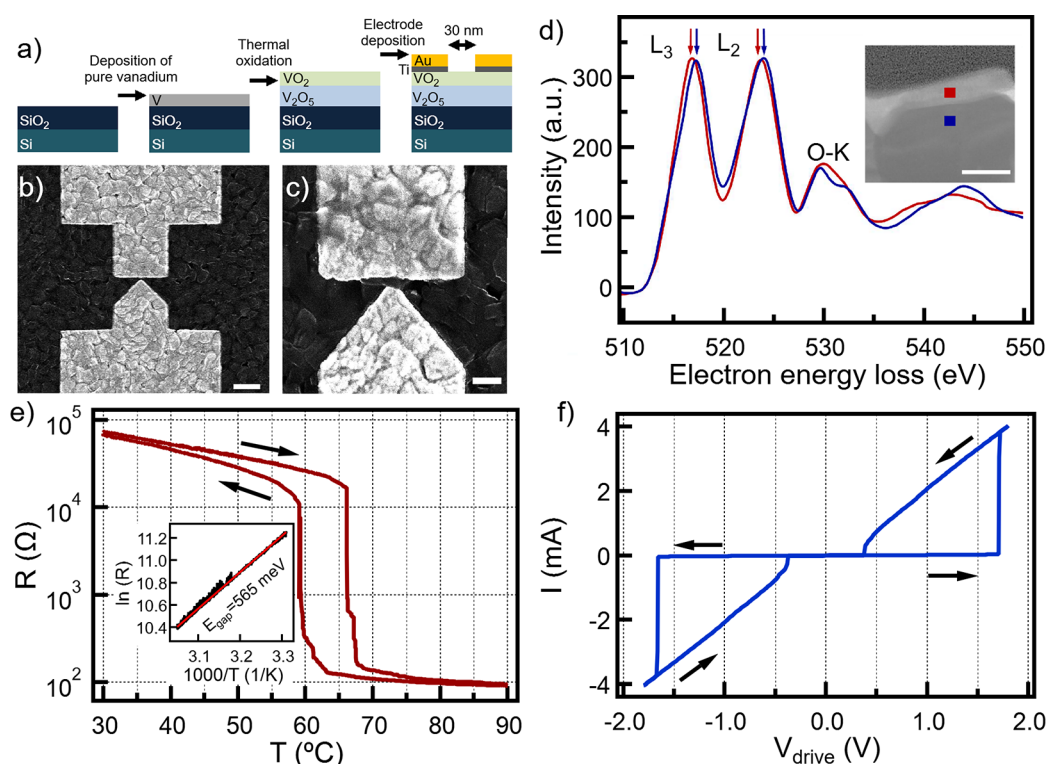 a)
Deposition of
pure vanadium
Thermal
oxidation
Electrode
deposition
30 nm
SiO2
Si
V
SiO2
Si
VO2
V2O5
SiO2
Si
Au
Ti
VO2
V2O5
SiO2
Si
b)
c)
d)
L3
L2
O-K
Intensity (a.u.)
300
200
100
0
510
520
530
540
550
Electron energy loss (eV)
e)
R (Ω)
10^5
10^4
10^3
10^2
30
40
50
60
70
80
90
T (ºC)
ln (R)
11.2
11.0
10.8
10.6
10.4
Egap=565 meV
3.1
3.2
3.3
1000/T (1/K)
f)
I (mA)
4
2
0
-2
-4
-2.0
-1.0
0.0
1.0
2.0
Vdrive (V)